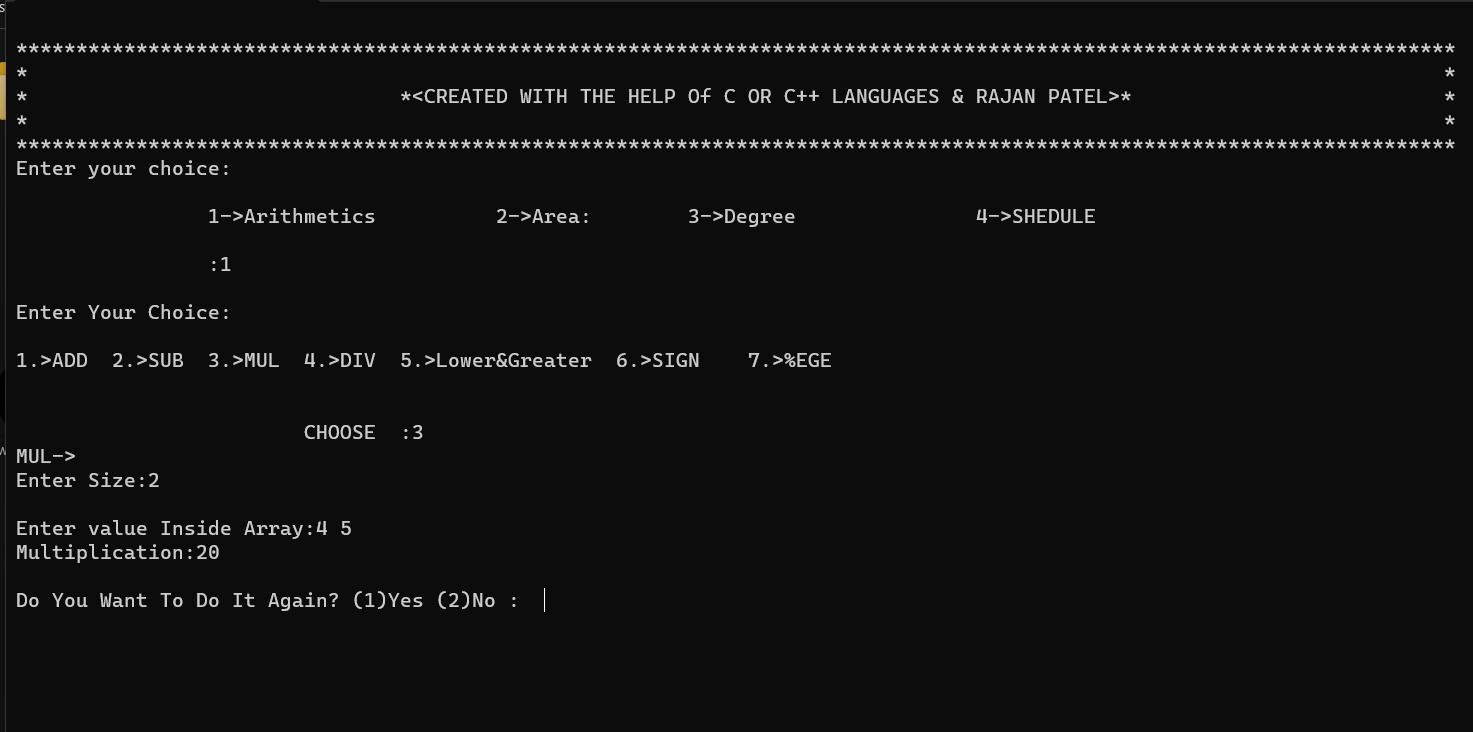 ************************************************************************************************************************
* *
* *<CREATED WITH THE HELP Of C OR C++ LANGUAGES & RAJAN PATEL>* *
* *
************************************************************************************************************************
Enter your choice:
1->Arithmetics 2->Area: 3->Degree 4->SHEDULE
:1
Enter Your Choice:
1.>ADD 2.>SUB 3.>MUL 4.>DIV 5.>Lower&Greater 6.>SIGN 7.>%EGE
CHOOSE :3
MUL->
Enter Size:2
Enter value Inside Array:4 5
Multiplication:20
Do You Want To Do It Again? (1)Yes (2)No :